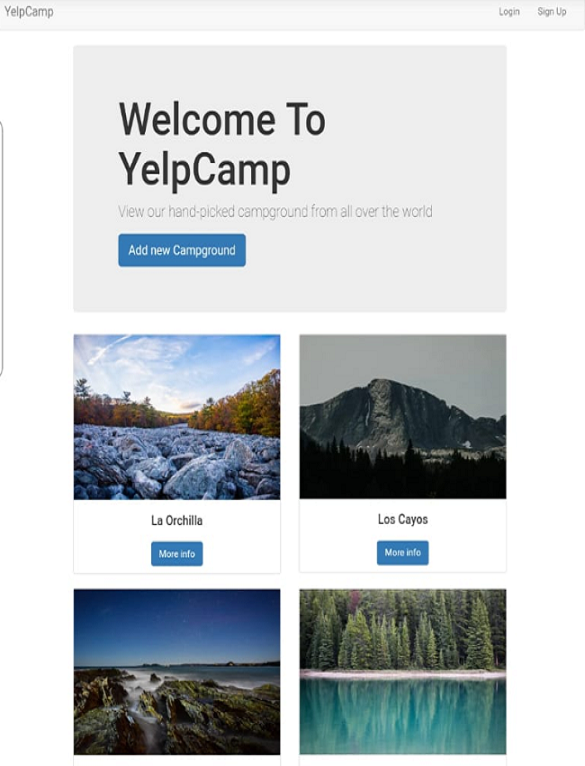 YelpCamp
Login
Sign Up
Welcome To
YelpCamp
View our hand-picked campground from all over the world
Add new Campground
La Orchilla
Los Cayos
More info
More info